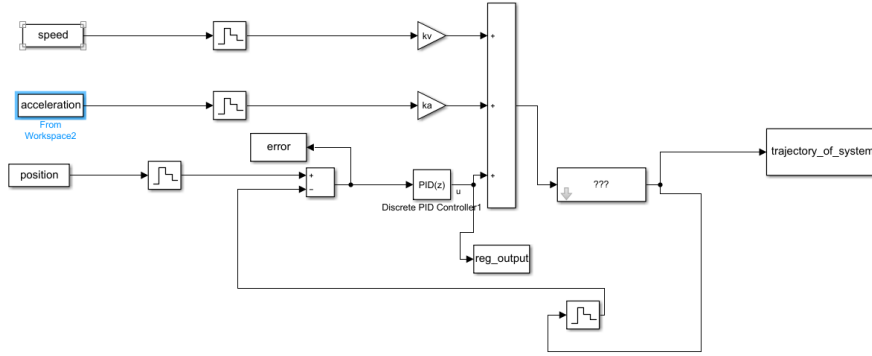 speed
kv
+
acceleration
ka
+
From
Workspace2
error
position
+
−
PID(z)
u
+
Discrete PID Controller1
???
trajectory_of_system
reg_output